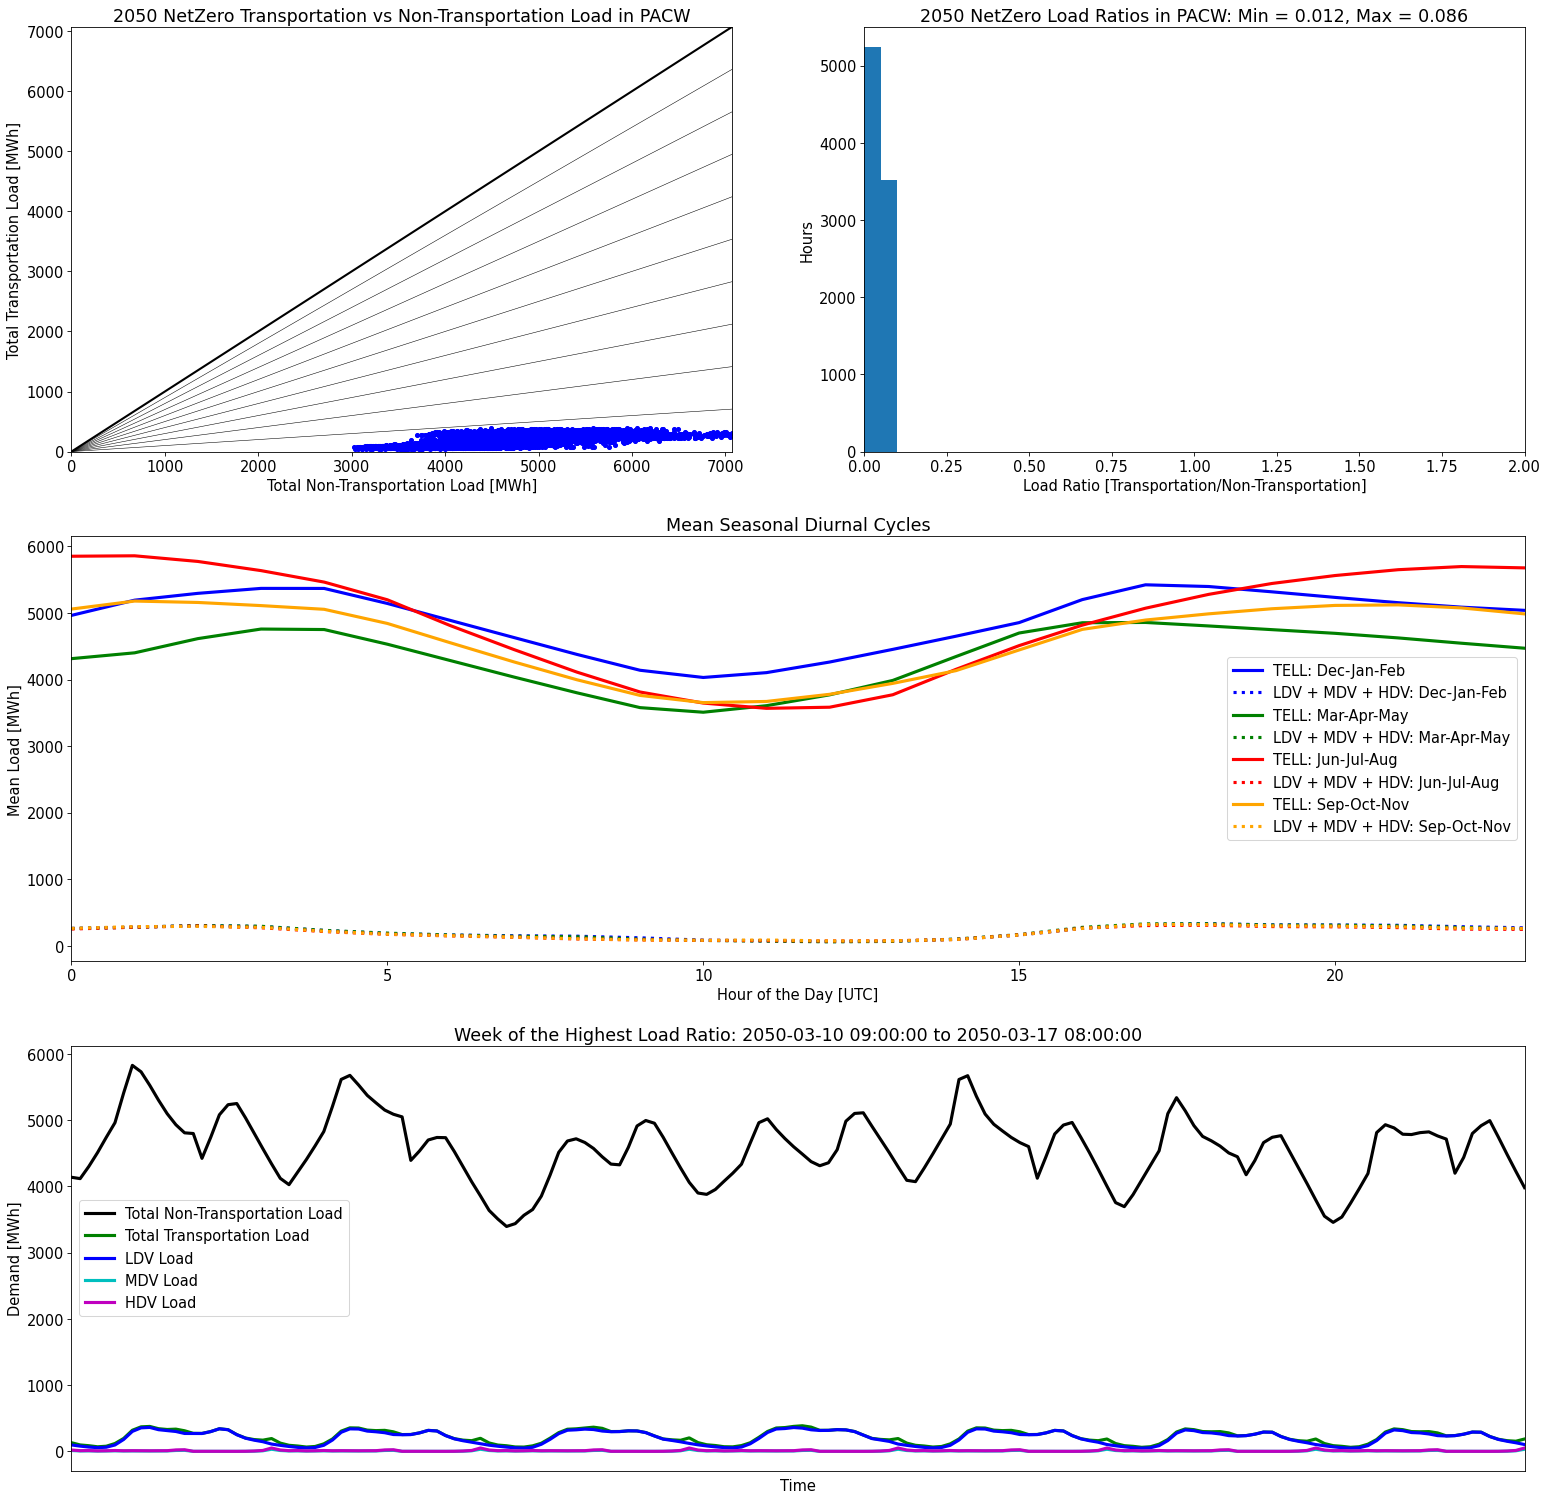 2050 NetZero Transportation vs Non-Transportation Load in PACW
7000
6000
5000
4000
3000
2000
1000
0
Total Transportation Load [MWh]
0 1000 2000 3000 4000 5000 6000 7000
Total Non-Transportation Load [MWh]
2050 NetZero Load Ratios in PACW: Min = 0.012, Max = 0.086
5000
4000
3000
2000
1000
0
Hours
0.00 0.25 0.50 0.75 1.00 1.25 1.50 1.75 2.00
Load Ratio [Transportation/Non-Transportation]
Mean Seasonal Diurnal Cycles
6000
5000
4000
3000
2000
1000
0
Mean Load [MWh]
TELL: Dec-Jan-Feb
LDV + MDV + HDV: Dec-Jan-Feb
TELL: Mar-Apr-May
LDV + MDV + HDV: Mar-Apr-May
TELL: Jun-Jul-Aug
LDV + MDV + HDV: Jun-Jul-Aug
TELL: Sep-Oct-Nov
LDV + MDV + HDV: Sep-Oct-Nov
0 5 10 15 20
Hour of the Day [UTC]
Week of the Highest Load Ratio: 2050-03-10 09:00:00 to 2050-03-17 08:00:00
6000
5000
4000
3000
2000
1000
0
Demand [MWh]
Total Non-Transportation Load
Total Transportation Load
LDV Load
MDV Load
HDV Load
Time